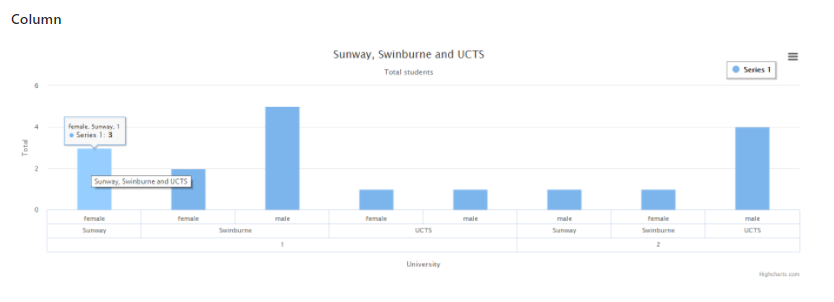 Column
Sunway, Swinburne and UCTS
Total students
Series 1
6
4
2
0
Total
female, Sunway, 1
Series 1: 3
Sunway, Swinburne and UCTS
female female male female male male female male
Sunway Swinburne UCTS Sunway Swinburne UCTS
1 2
University
Highcharts.com